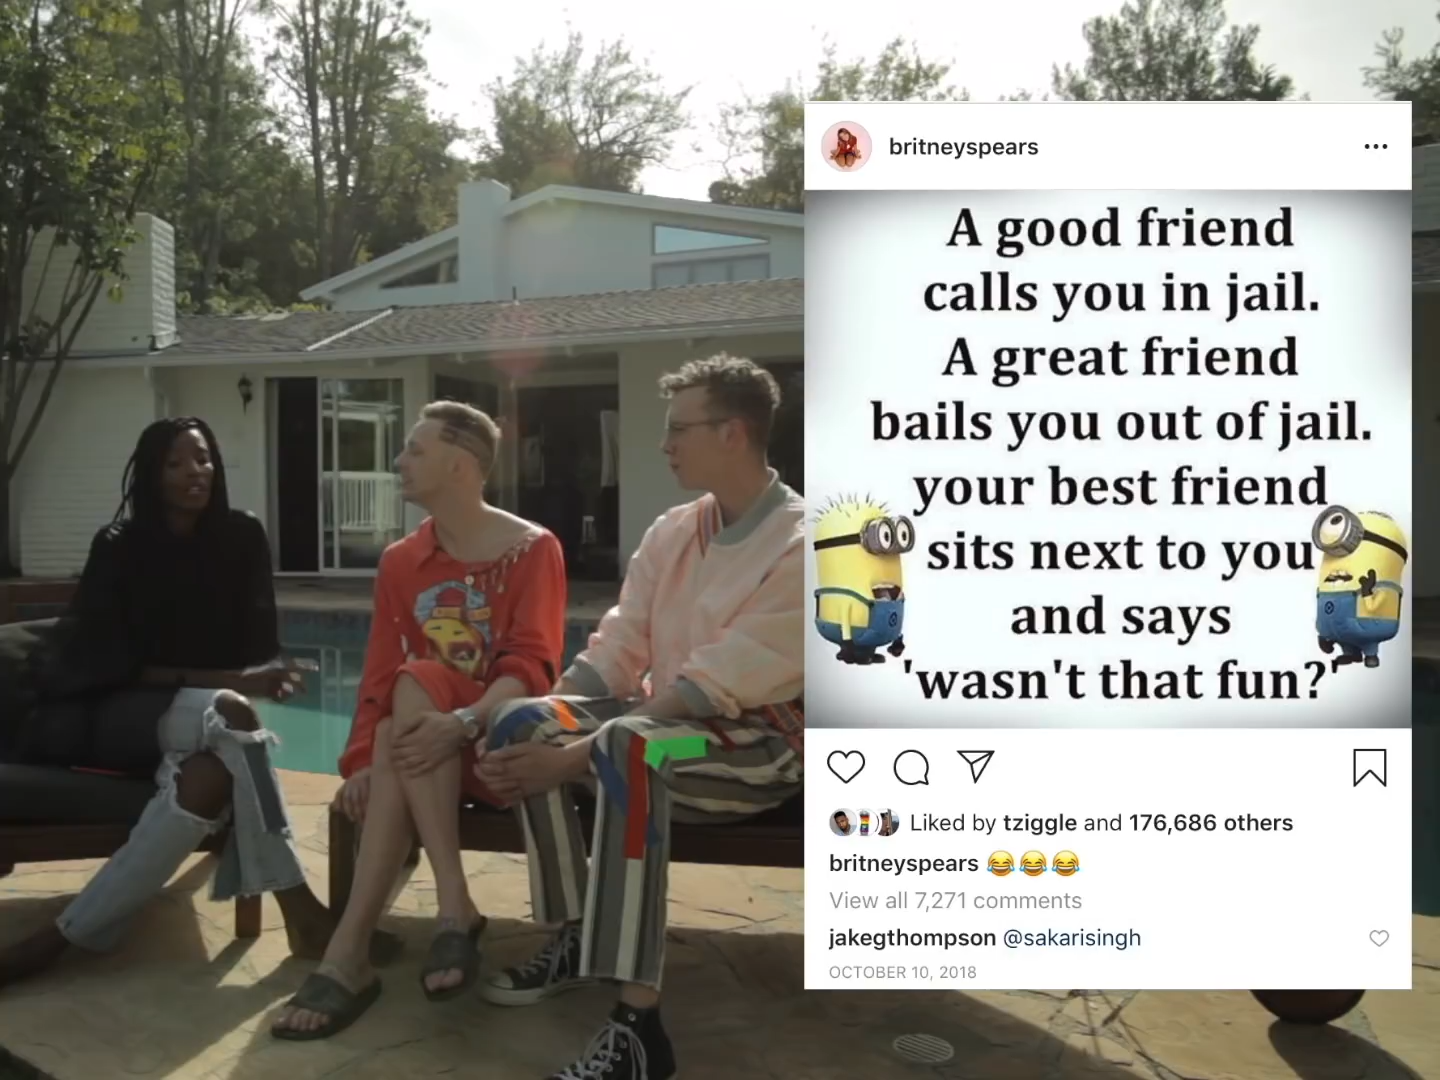 britneyspears
A good friend
calls you in jail.
A great friend
bails you out of jail.
your best friend
sits next to you
and says
'wasn't that fun?'
Liked by tziggle and 176,686 others
britneyspears 😂😂😂
View all 7,271 comments
jakegthompson @sakarisingh
OCTOBER 10, 2018